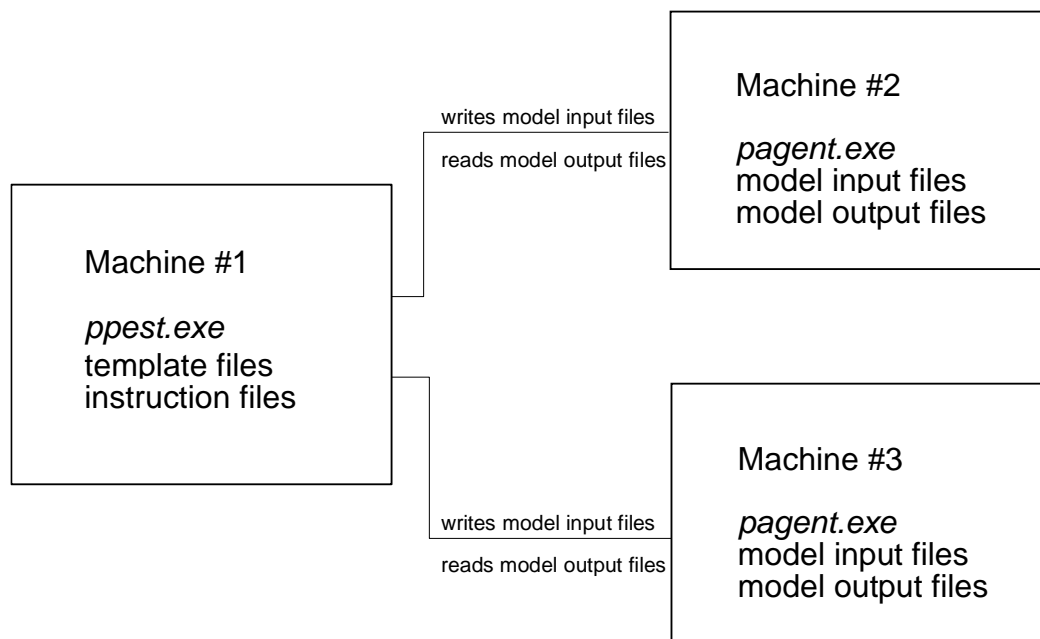 Machine #1
ppest.exe
template files
instruction files
writes model input files
reads model output files
Machine #2
pagent.exe
model input files
model output files
writes model input files
reads model output files
Machine #3
pagent.exe
model input files
model output files